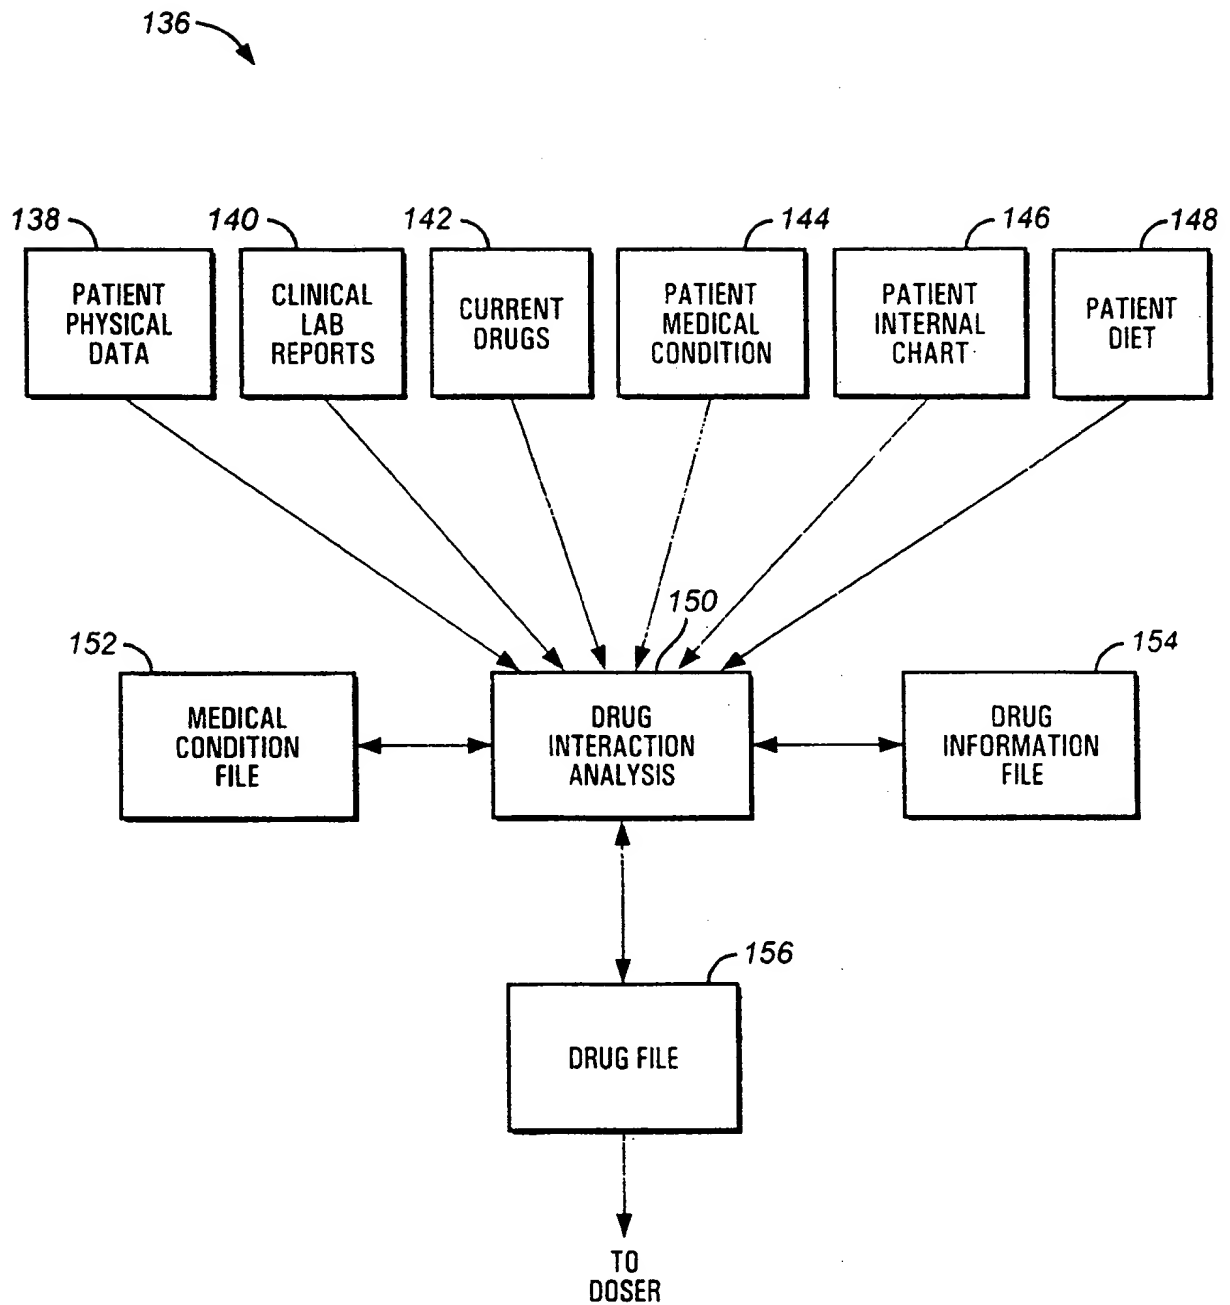 136
138
140
142
144
146
148
PATIENT
PHYSICAL
DATA
CLINICAL
LAB
REPORTS
CURRENT
DRUGS
PATIENT
MEDICAL
CONDITION
PATIENT
INTERNAL
CHART
PATIENT
DIET
152
150
154
MEDICAL
CONDITION
FILE
DRUG
INTERACTION
ANALYSIS
DRUG
INFORMATION
FILE
156
DRUG FILE
TO
DOSER